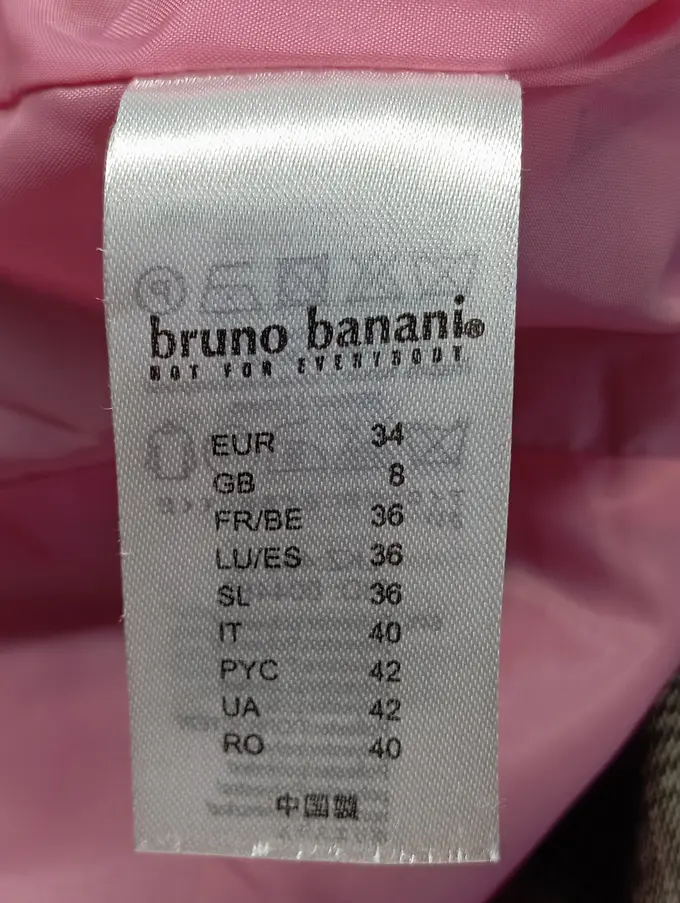 bruno banani®
NOT FOR EVERYBODY
EUR 34
GB 8
FR/BE 36
LU/ES 36
SL 36
IT 40
PYC 42
UA 42
RO 40
中国製